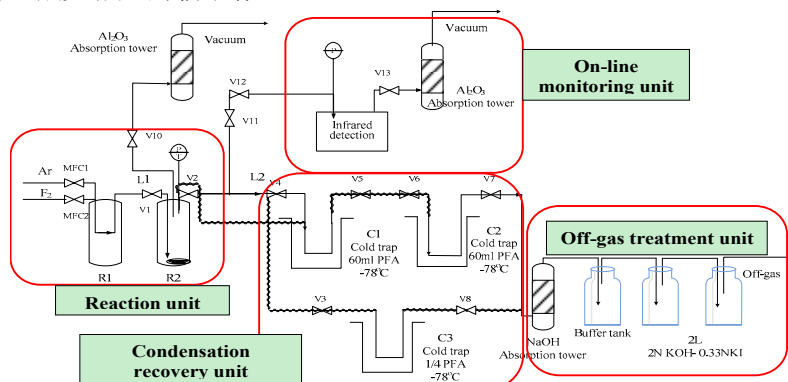 Al₂O₃
Absorption tower
Vacuum
V10
Vacuum
P
V12
V11
V13
Al₂O₃
Absorption tower
Infrared
detection
On-line
monitoring unit
Ar
MFC1
F₂
MFC2
L1
V1
V2
R1
R2
Reaction unit
L2
V4
V5
V6
V7
C1
Cold trap
60ml PFA
-78°C
C2
Cold trap
60ml PFA
-78°C
V3
V8
C3
Cold trap
1/4 PFA
-78°C
Condensation
recovery unit
Off-gas treatment unit
Off-gas
NaOH
Absorption tower
Buffer tank
2L
2N KOH- 0.33NKI